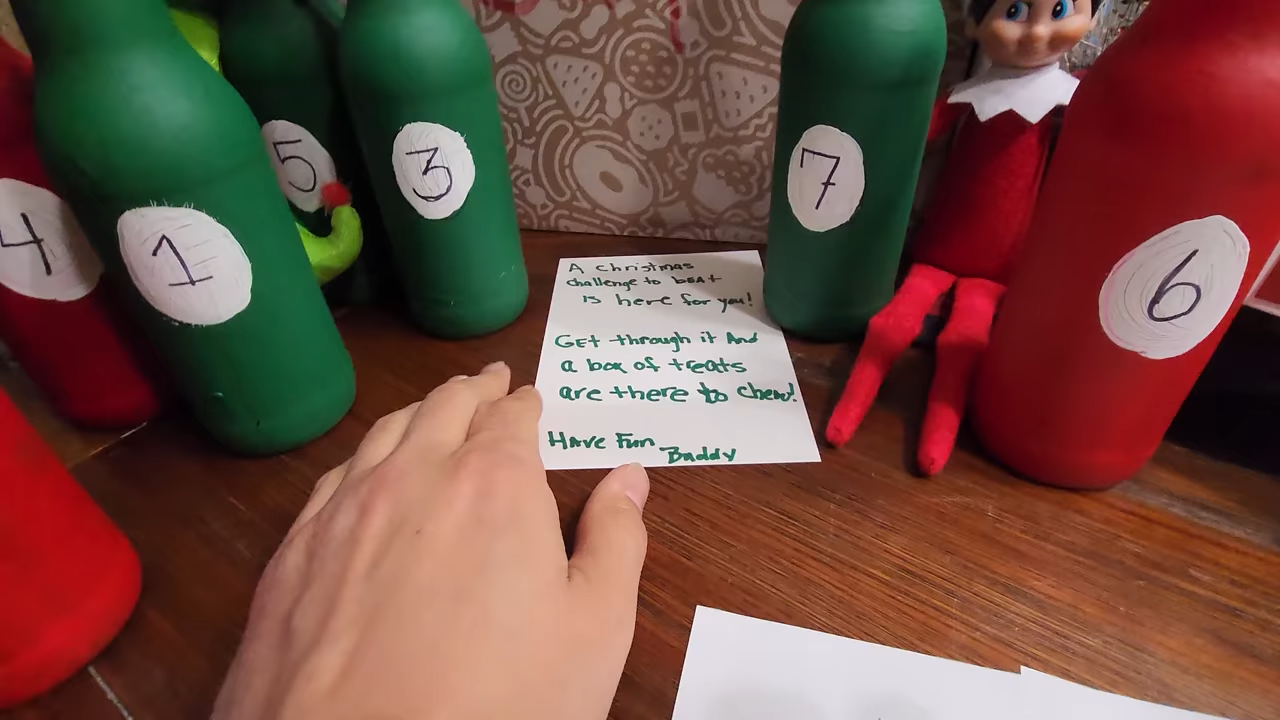 5
3
7
4
1
6
A Christmas
challenge to beat
is here for you!
GET through it And
a box of treats
are there to chew!
HAVE FUN
Buddy